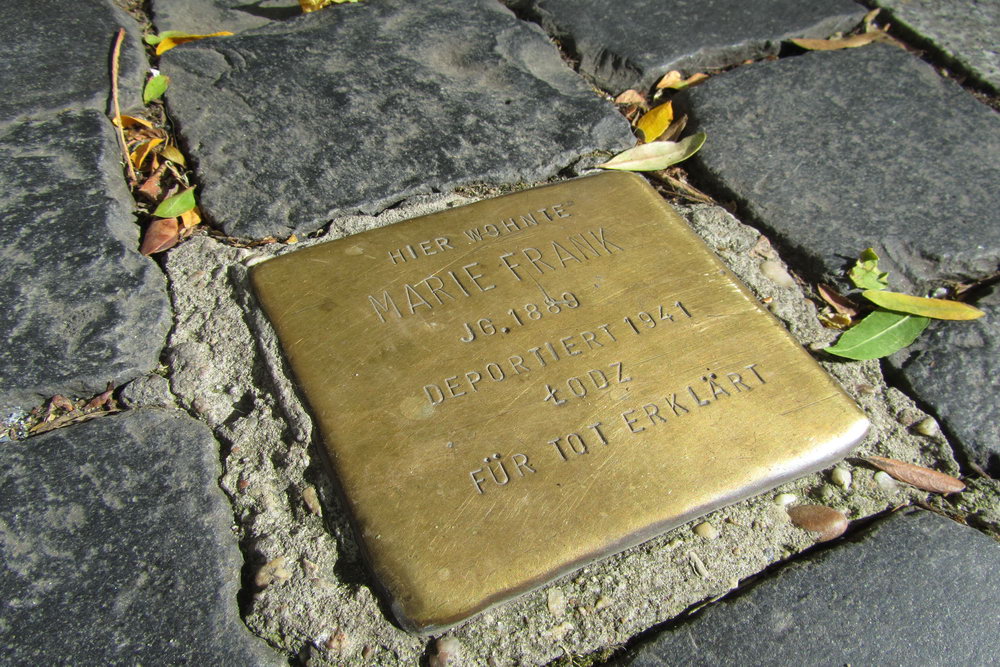 HIER WOHNTE
MARIE FRANK
JG. 1889
DEPORTIERT 1941
ŁODZ
FÜR TOT ERKLÄRT